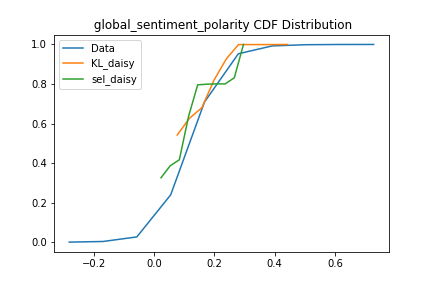 global_sentiment_polarity CDF Distribution
Data
KL_daisy
sel_daisy
1.0
0.8
0.6
0.4
0.2
0.0
−0.2 0.0 0.2 0.4 0.6